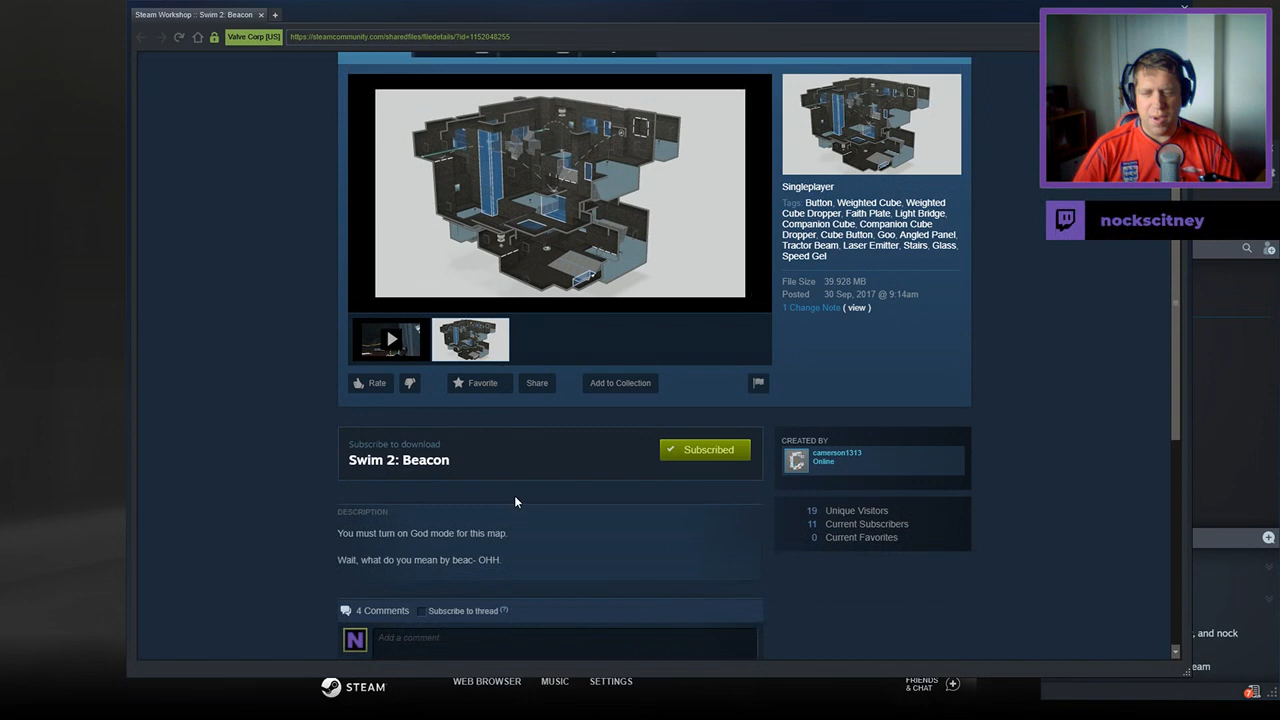 Steam Workshop :: Swim 2: Beacon
Valve Corp [US]
https://steamcommunity.com/sharedfiles/filedetails/?id=1152048255
nockscitney
Singleplayer
Tags: Button, Weighted Cube, Weighted
Cube Dropper, Faith Plate, Light Bridge,
Companion Cube, Companion Cube
Dropper, Cube Button, Goo, Angled Panel,
Tractor Beam, Laser Emitter, Stairs, Glass,
Speed Gel
File Size 39.928 MB
Posted 30 Sep, 2017 @ 9:14am
1 Change Note ( view )
Rate
Favorite
Share
Add to Collection
Subscribe to download
Swim 2: Beacon
Subscribed
CREATED BY
camerson1313
Online
DESCRIPTION
You must turn on God mode for this map.
Wait, what do you mean by beac- OHH.
19 Unique Visitors
11 Current Subscribers
0 Current Favorites
4 Comments
Subscribe to thread (?)
N
Add a comment
, and nock
eam
STEAM
WEB BROWSER
MUSIC
SETTINGS
FRIENDS
& CHAT
7